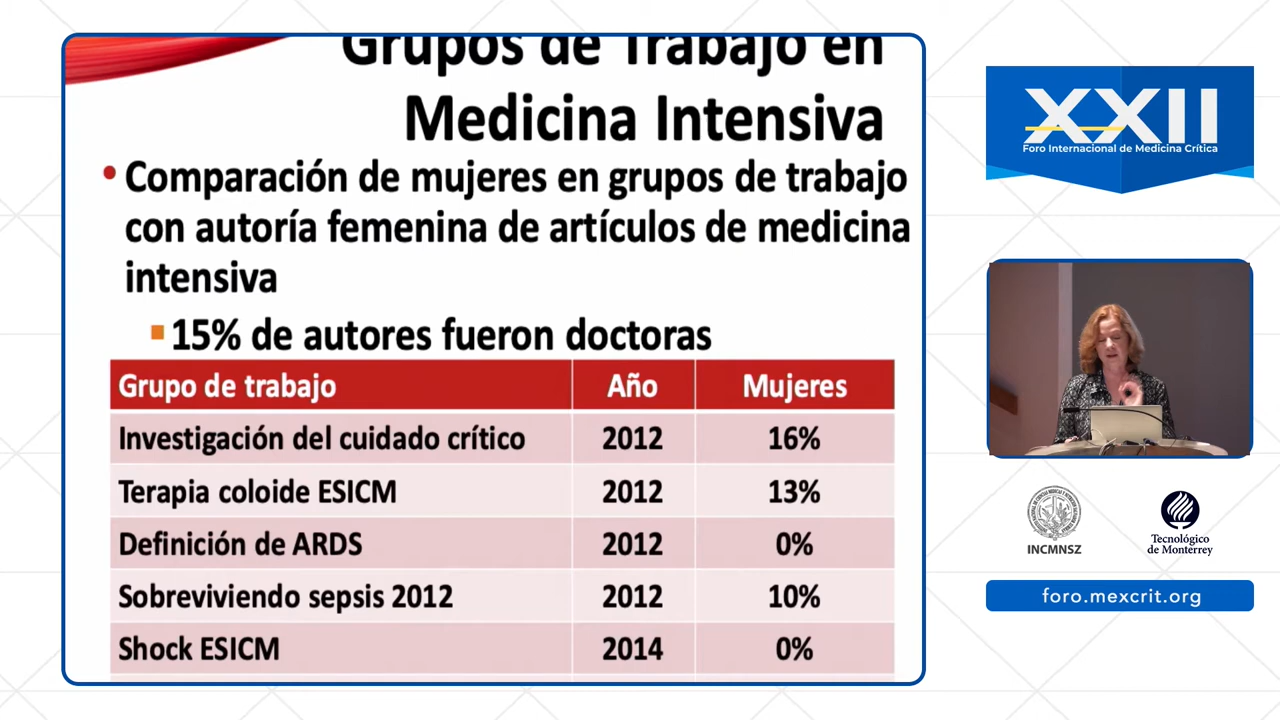 Grupos de Trabajo en
Medicina Intensiva
• Comparación de mujeres en grupos de trabajo
con autoría femenina de artículos de medicina
intensiva
▪ 15% de autores fueron doctoras
Grupo de trabajo Año Mujeres
Investigación del cuidado crítico 2012 16%
Terapia coloide ESICM 2012 13%
Definición de ARDS 2012 0%
Sobreviviendo sepsis 2012 2012 10%
Shock ESICM 2014 0%
XXII
Foro Internacional de Medicina Crítica
INCMNSZ
Tecnológico
de Monterrey
foro.mexcrit.org